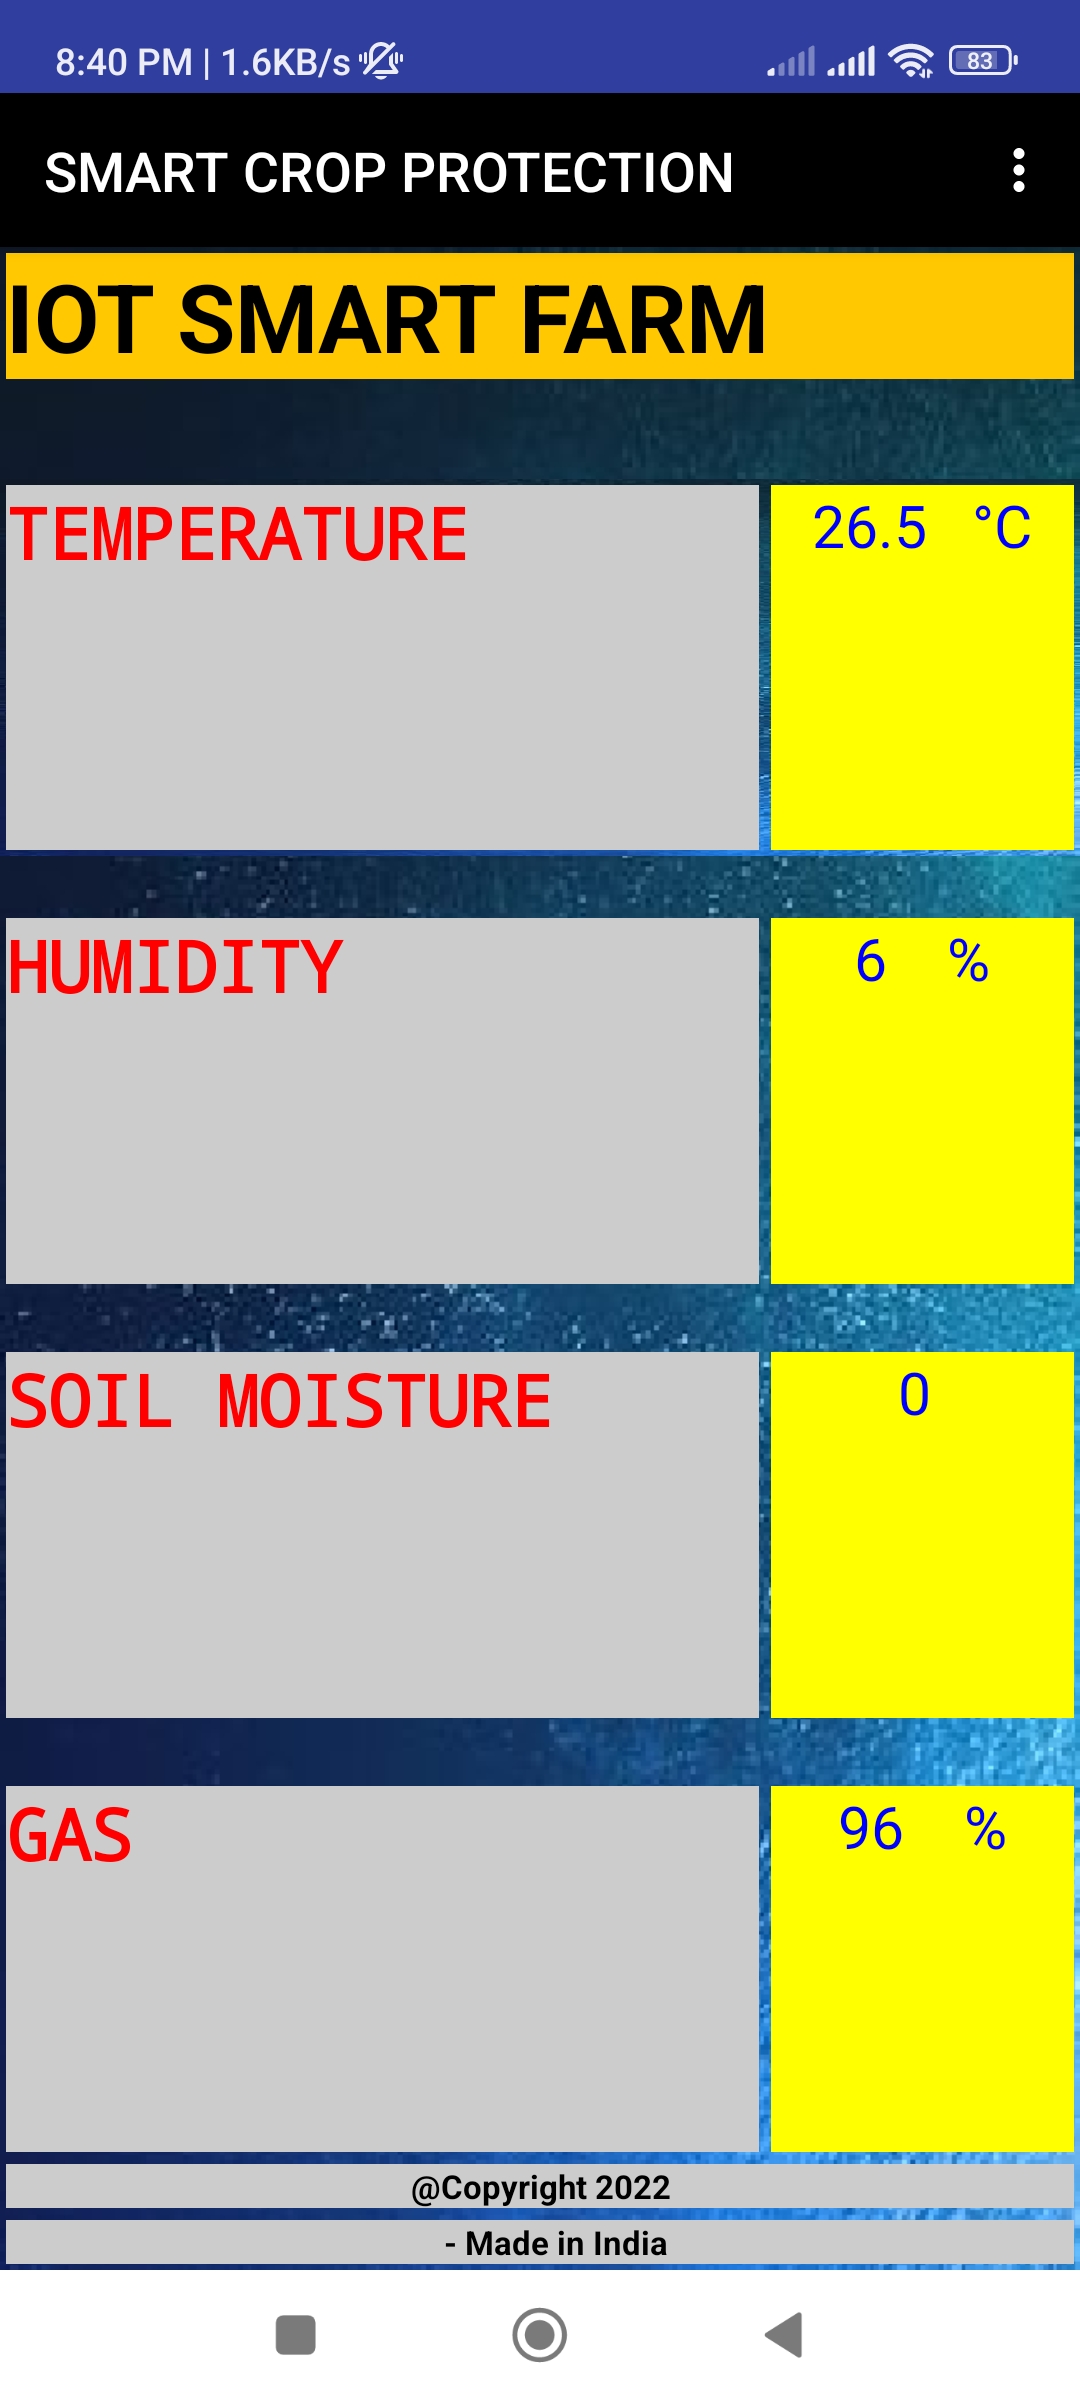 8:40 PM | 1.6KB/s 83
SMART CROP PROTECTION
IOT SMART FARM
TEMPERATURE 26.5 °C
HUMIDITY 6 %
SOIL MOISTURE 0
GAS 96 %
@Copyright 2022
- Made in India